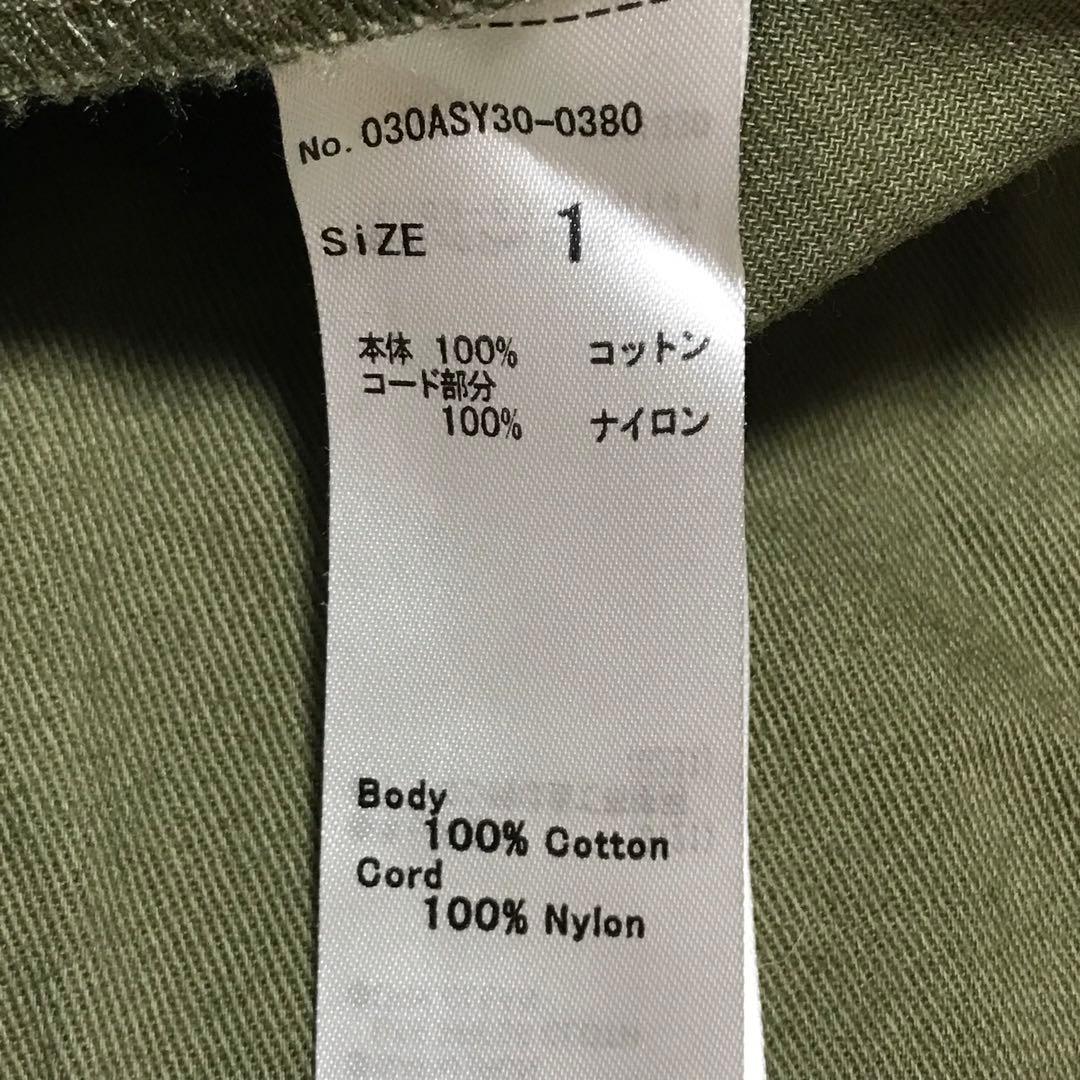 No. 030ASY30-0380
SiZE 1
本体 100% コットン
コード部分
100% ナイロン
Body
100% Cotton
Cord
100% Nylon